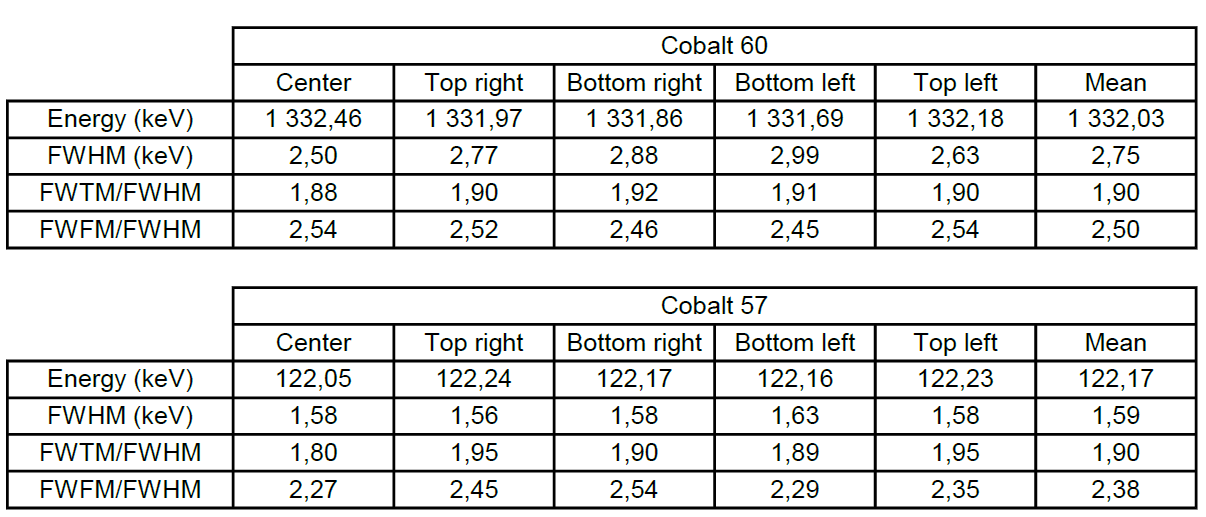 Cobalt 60
Center Top right Bottom right Bottom left Top left Mean
Energy (keV) 1 332,46 1 331,97 1 331,86 1 331,69 1 332,18 1 332,03
FWHM (keV) 2,50 2,77 2,88 2,99 2,63 2,75
FWTM/FWHM 1,88 1,90 1,92 1,91 1,90 1,90
FWFM/FWHM 2,54 2,52 2,46 2,45 2,54 2,50
Cobalt 57
Center Top right Bottom right Bottom left Top left Mean
Energy (keV) 122,05 122,24 122,17 122,16 122,23 122,17
FWHM (keV) 1,58 1,56 1,58 1,63 1,58 1,59
FWTM/FWHM 1,80 1,95 1,90 1,89 1,95 1,90
FWFM/FWHM 2,27 2,45 2,54 2,29 2,35 2,38